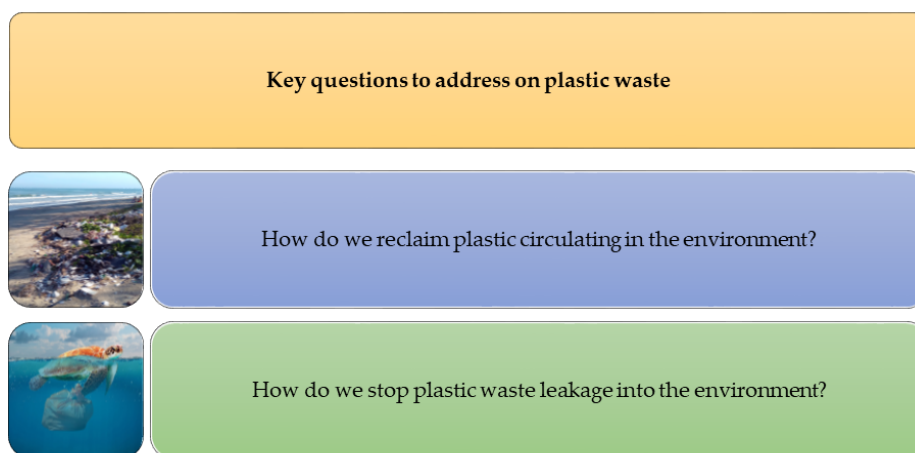 Key questions to address on plastic waste
How do we reclaim plastic circulating in the environment?
How do we stop plastic waste leakage into the environment?